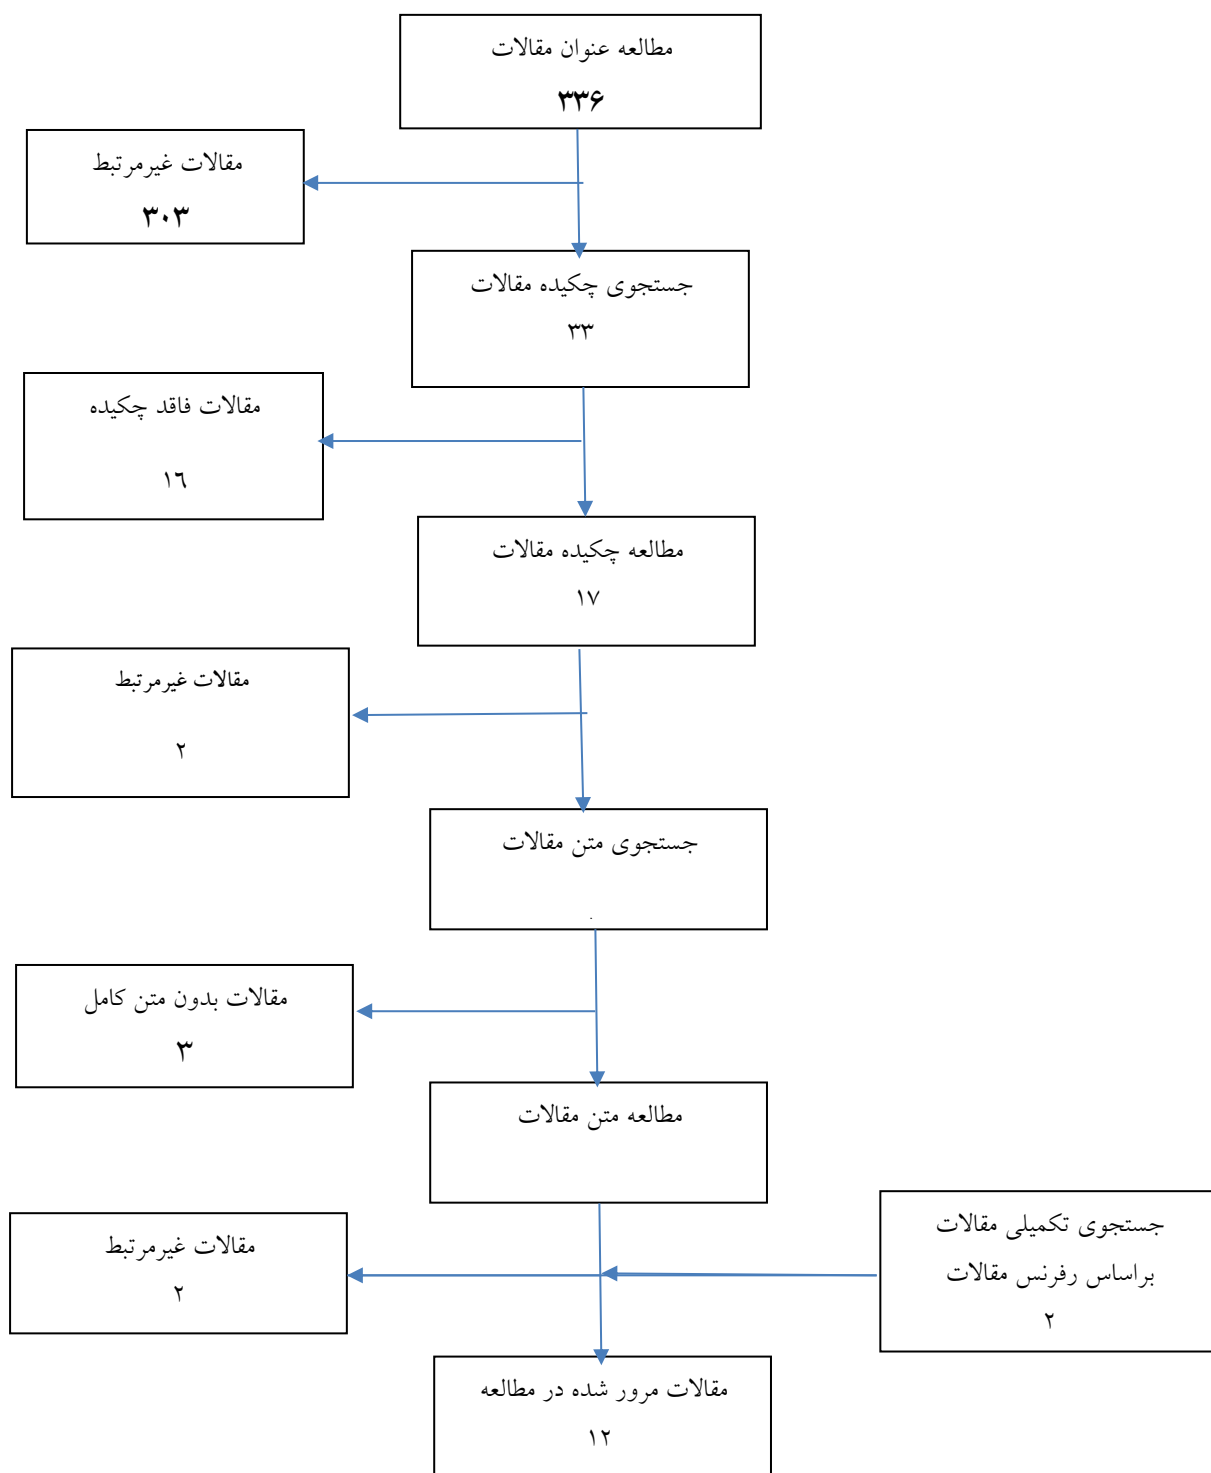 مطالعه عنوان مقالات
۳۳۶
مقالات غیرمرتبط
۳۰۳
جستجوی چکیده مقالات
۳۳
مقالات فاقد چکیده
١٦
مطالعه چکیده مقالات
۱۷
مقالات غیرمرتبط
۲
جستجوی متن مقالات
مقالات بدون متن کامل
۳
مطالعه متن مقالات
جستجوی تکمیلی مقالات
براساس رفرنس مقالات
۲
مقالات غیرمرتبط
۲
مقالات مرور شده در مطالعه
۱۲